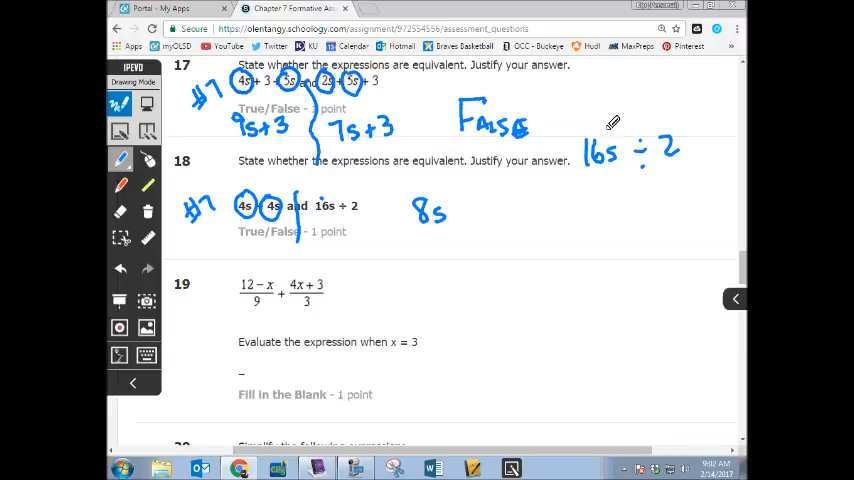 Portal - My Apps
Chapter 7 Formative Ass
Secure
https://olentangy.schoology.com/assignment/972554556/assessment_questions
Apps
myOLSD
YouTube
Twitter
KU
Calendar
Hotmail
Braves Basketball
OCC - Buckeye
Hudl
MaxPreps
Pinterest
IPEVO
Drawing Mode
17
State whether the expressions are equivalent. Justify your answer.
#7
4s + 3 + 5s and 2s + 5s + 3
True/False - 1 point
9s+3
7s+3
FALSE
16s ÷ 2
18
State whether the expressions are equivalent. Justify your answer.
#7
4s + 4s and 16s ÷ 2
8s
True/False - 1 point
19
12 − x / 9 + 4x + 3 / 3
Evaluate the expression when x = 3
_
Fill in the Blank - 1 point
9:02 AM
2/14/2017